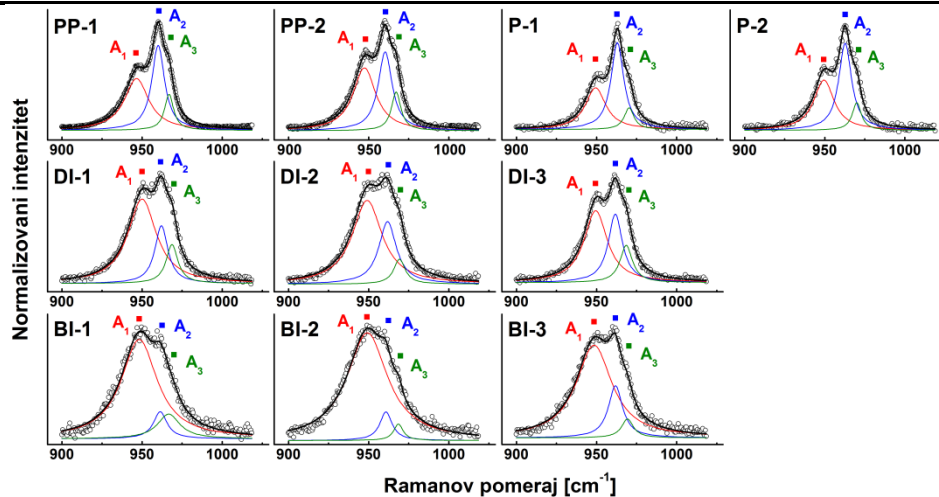 PP-1 A1 A2 A3
PP-2 A1 A2 A3
P-1 A1 A2 A3
P-2 A1 A2 A3
900 950 1000
900 950 1000
900 950 1000
900 950 1000
DI-1 A1 A2 A3
DI-2 A1 A2 A3
DI-3 A1 A2 A3
900 950 1000
900 950 1000
900 950 1000
BI-1 A1 A2 A3
BI-2 A1 A2 A3
BI-3 A1 A2 A3
900 950 1000
900 950 1000
900 950 1000
Normalizovani intenzitet
Ramanov pomeraj [cm⁻¹]